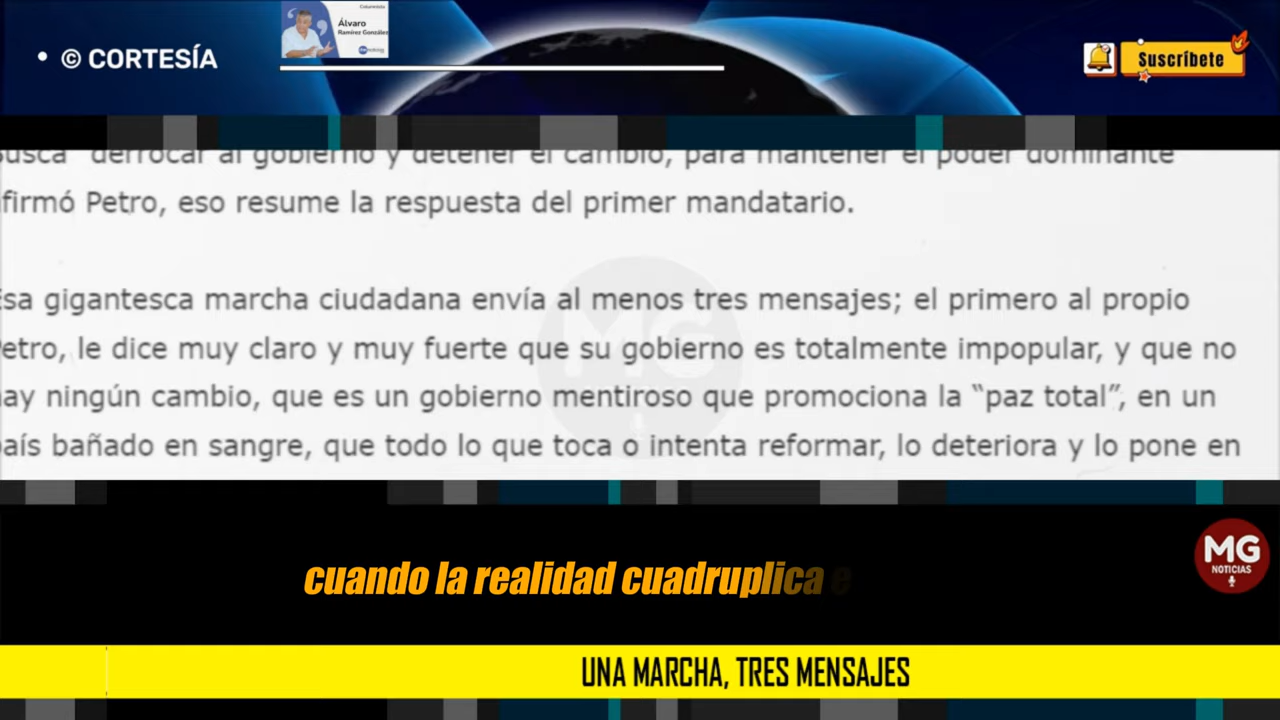 • © CORTESÍA
Columnista
Álvaro
Ramírez González
Suscríbete
busca "derrocar al gobierno y detener el cambio, para mantener el poder dominante
firmó Petro, eso resume la respuesta del primer mandatario.
Esa gigantesca marcha ciudadana envía al menos tres mensajes; el primero al propio
etro, le dice muy claro y muy fuerte que su gobierno es totalmente impopular, y que no
ay ningún cambio, que es un gobierno mentiroso que promociona la “paz total”, en un
aís bañado en sangre, que todo lo que toca o intenta reformar, lo deteriora y lo pone en
cuando la realidad cuadruplica e
MG
NOTICIAS
UNA MARCHA, TRES MENSAJES